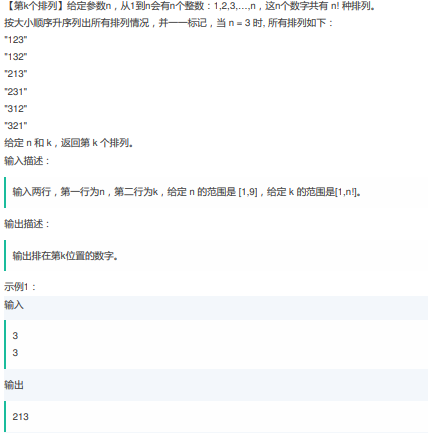 【第k个排列】给定参数n，从1到n会有n个整数：1,2,3,…,n，这n个数字共有 n! 种排列。
按大小顺序升序列出所有排列情况，并一一标记，当 n = 3 时, 所有排列如下：
"123"
"132"
"213"
"231"
"312"
"321"
给定 n 和 k，返回第 k 个排列。
输入描述：
输入两行，第一行为n，第二行为k，给定 n 的范围是 [1,9]，给定 k 的范围是[1,n!]。
输出描述：
输出排在第k位置的数字。
示例1：
输入
3
3
输出
213